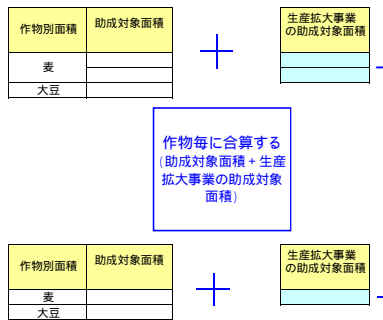 作物別面積 助成対象面積
麦
大豆
生産拡大事業
の助成対象面積
作物毎に合算する
(助成対象面積+生産
拡大事業の助成対象
面積)
作物別面積 助成対象面積
麦
大豆
生産拡大事業
の助成対象面積